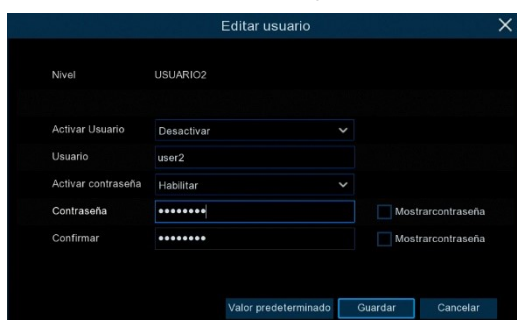 Editar usuario
Nivel USUARIO2
Activar Usuario Desactivar
Usuario user2
Activar contraseña Habilitar
Contraseña •••••••• Mostrarcontraseña
Confirmar •••••••• Mostrarcontraseña
Valor predeterminado Guardar Cancelar